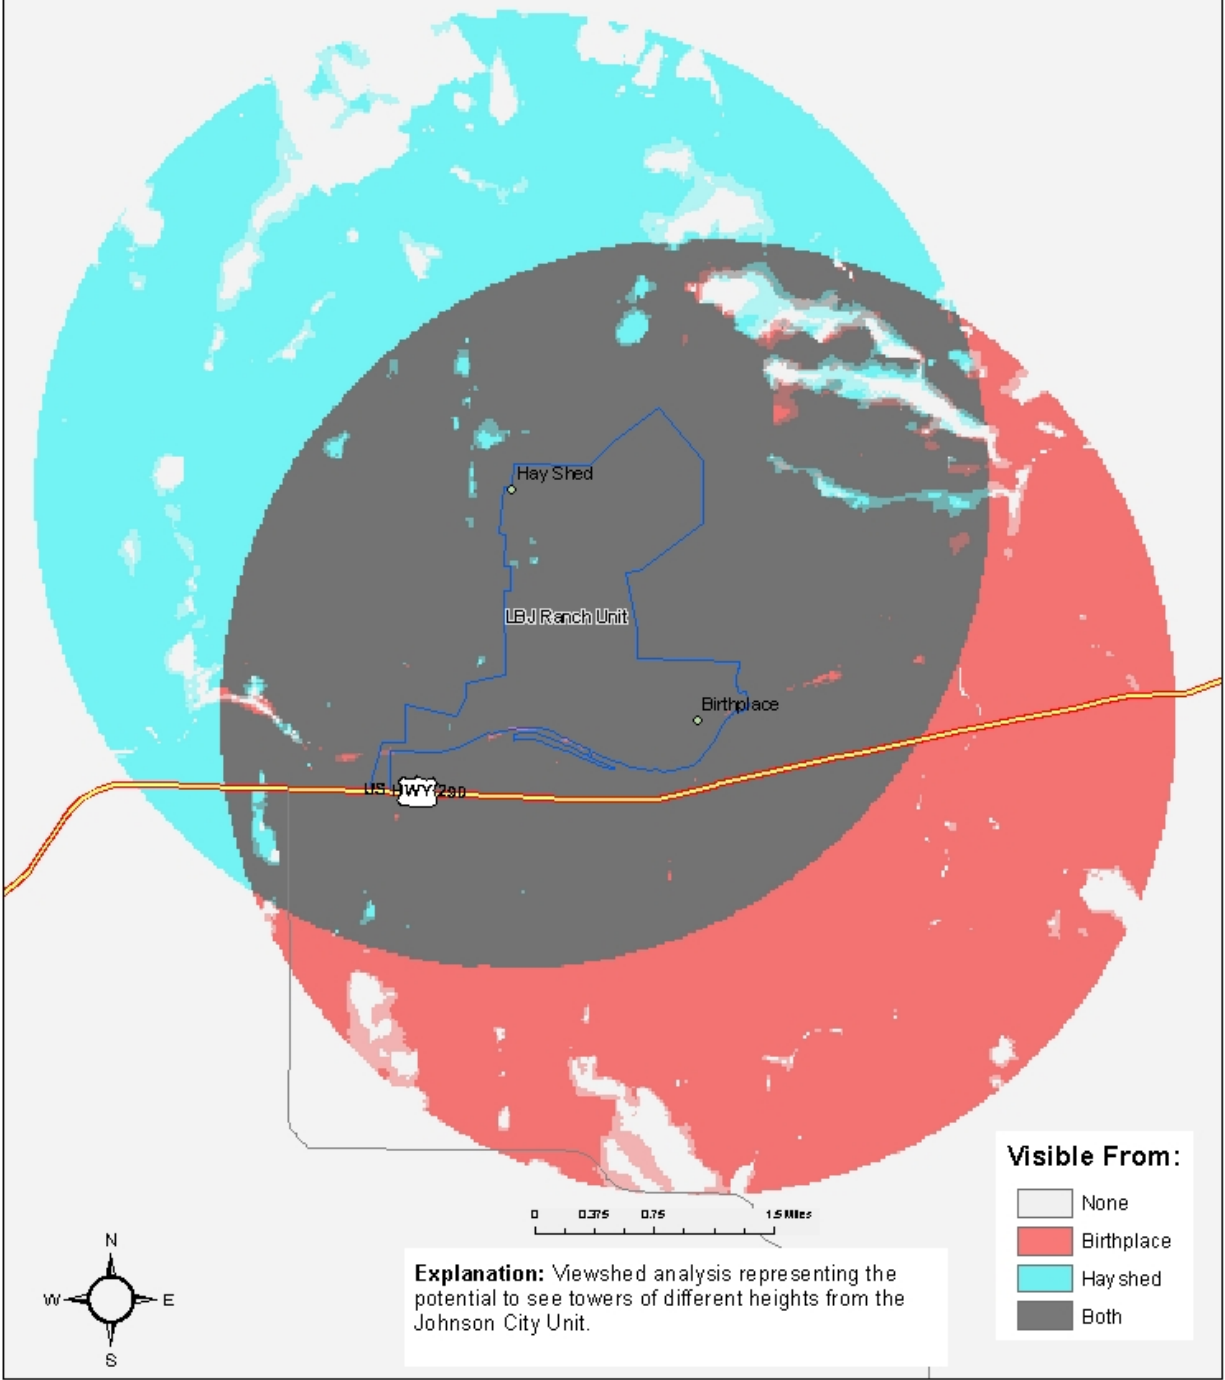 Hay Shed
LBJ Ranch Unit
Birthplace
US HWY 290
0 0.375 0.75 1.5 Miles
N
W E
S
Explanation: Viewshed analysis representing the
potential to see towers of different heights from the
Johnson City Unit.
Visible From:
None
Birthplace
Hayshed
Both